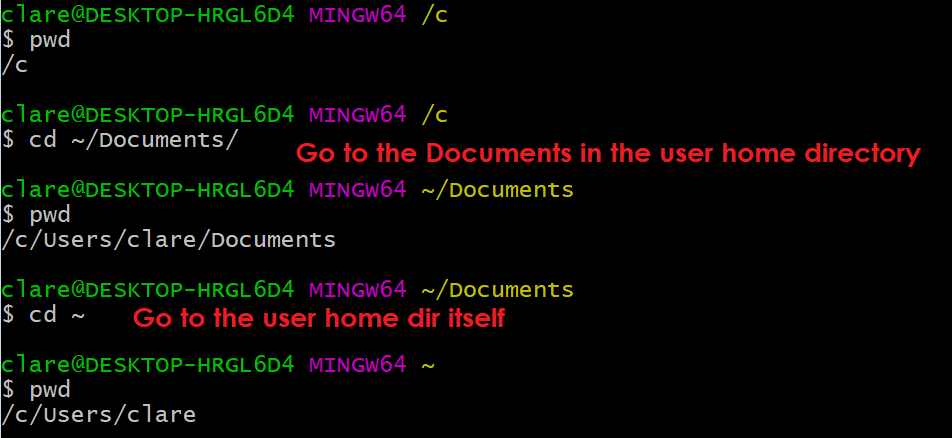 clare@DESKTOP-HRGL6D4 MINGW64 /c
$ pwd
/c
clare@DESKTOP-HRGL6D4 MINGW64 /c
$ cd ~/Documents/
Go to the Documents in the user home directory
clare@DESKTOP-HRGL6D4 MINGW64 ~/Documents
$ pwd
/c/Users/clare/Documents
clare@DESKTOP-HRGL6D4 MINGW64 ~/Documents
$ cd ~ Go to the user home dir itself
clare@DESKTOP-HRGL6D4 MINGW64 ~
$ pwd
/c/Users/clare